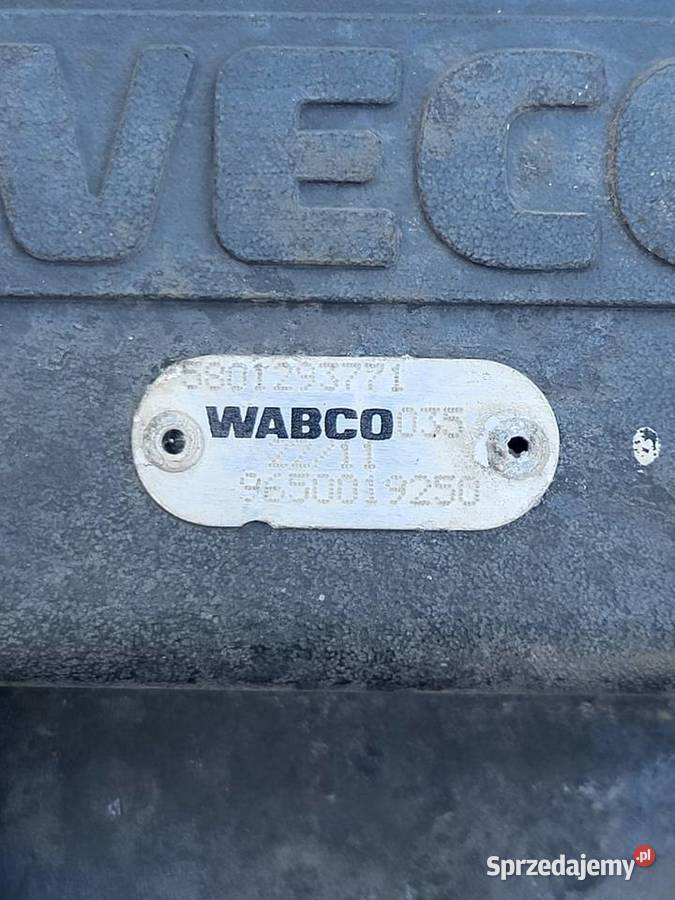 VECO
5801293771
WABCO 035
22/11
9650019250
Sprzedajemy.pl